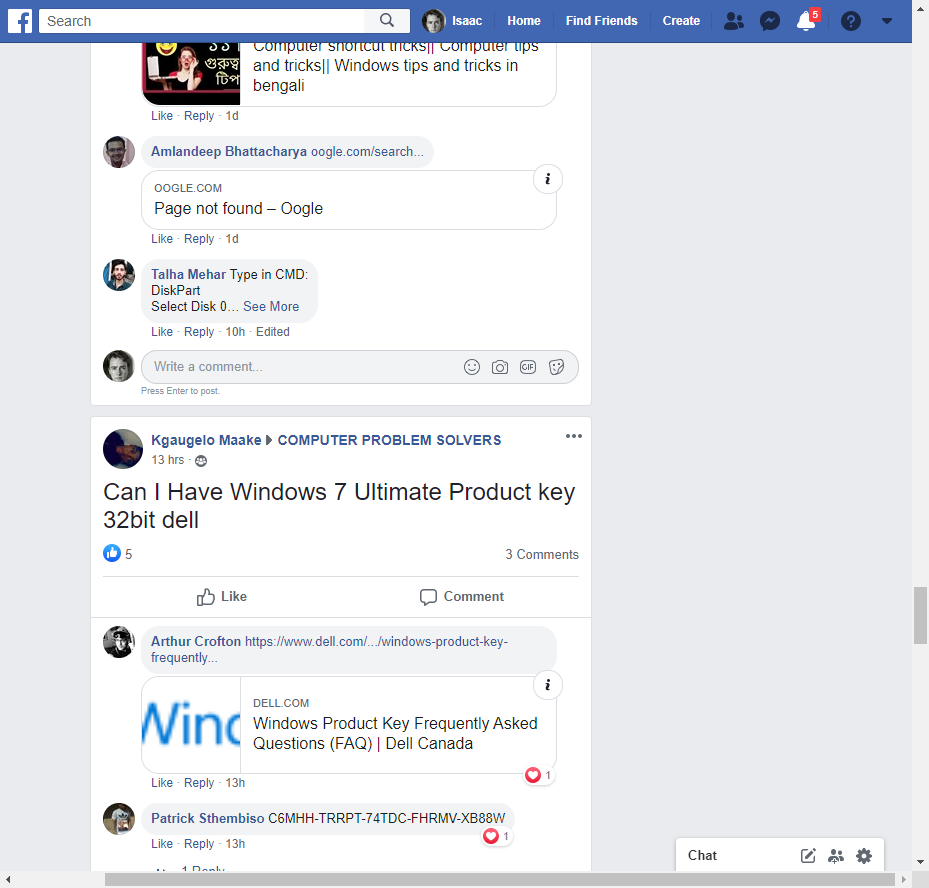 Search
Isaac
Home
Find Friends
Create
5
গুরুত্ব
টিপ
Computer shortcut tricks|| Computer tips
and tricks|| Windows tips and tricks in
bengali
Like · Reply · 1d
Amlandeep Bhattacharya oogle.com/search...
OOGLE.COM
Page not found – Oogle
Like · Reply · 1d
Talha Mehar Type in CMD:
DiskPart
Select Disk 0… See More
Like · Reply · 10h · Edited
Write a comment...
GIF
Press Enter to post.
Kgaugelo Maake COMPUTER PROBLEM SOLVERS
13 hrs ·
Can I Have Windows 7 Ultimate Product key
32bit dell
5
3 Comments
Like
Comment
Arthur Crofton https://www.dell.com/.../windows-product-key-
frequently...
Wind
DELL.COM
Windows Product Key Frequently Asked
Questions (FAQ) | Dell Canada
1
Like · Reply · 13h
Patrick Sthembiso C6MHH-TRRPT-74TDC-FHRMV-XB88W
1
Like · Reply · 13h
1 Reply
Chat